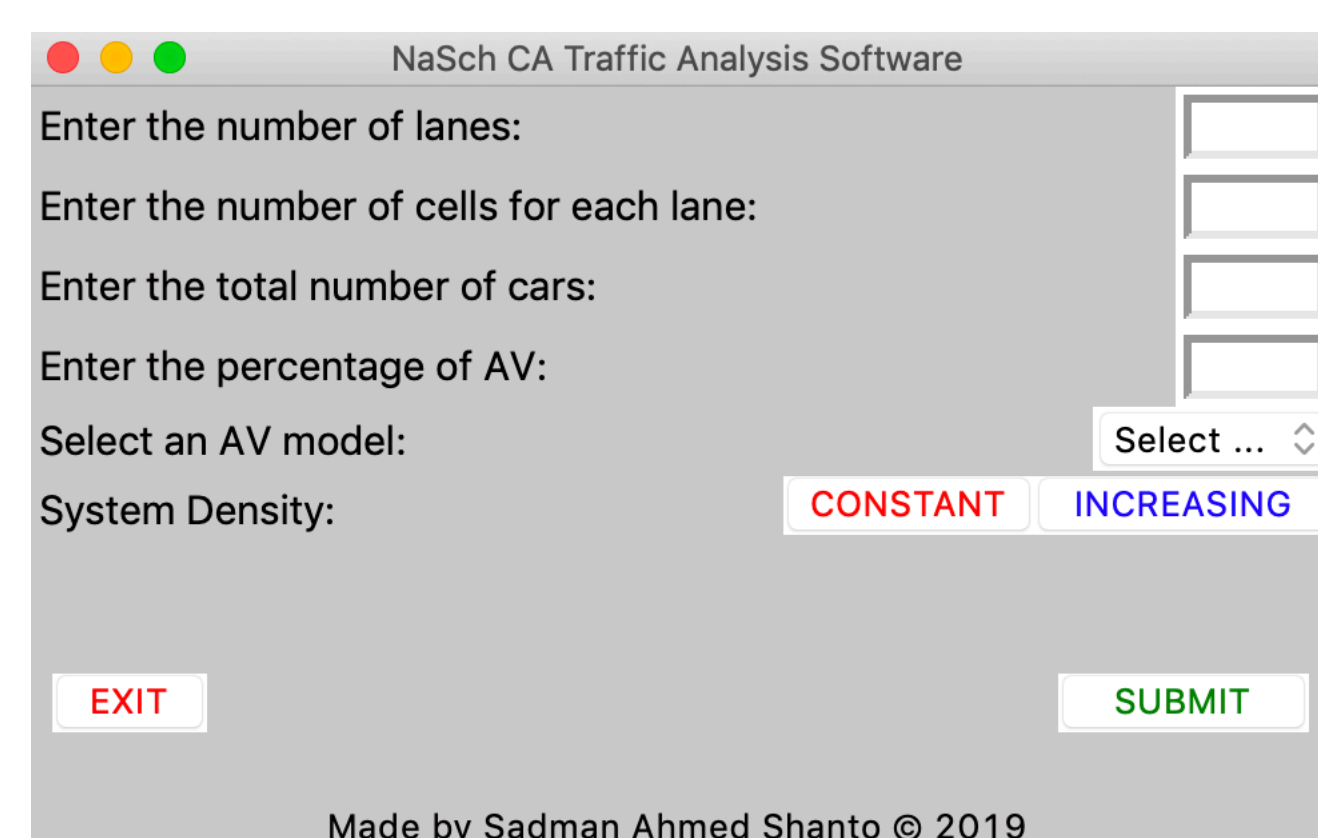 NaSch CA Traffic Analysis Software
Enter the number of lanes:
Enter the number of cells for each lane:
Enter the total number of cars:
Enter the percentage of AV:
Select an AV model: Select ...
System Density: CONSTANT INCREASING
EXIT SUBMIT
Made by Sadman Ahmed Shanto © 2019